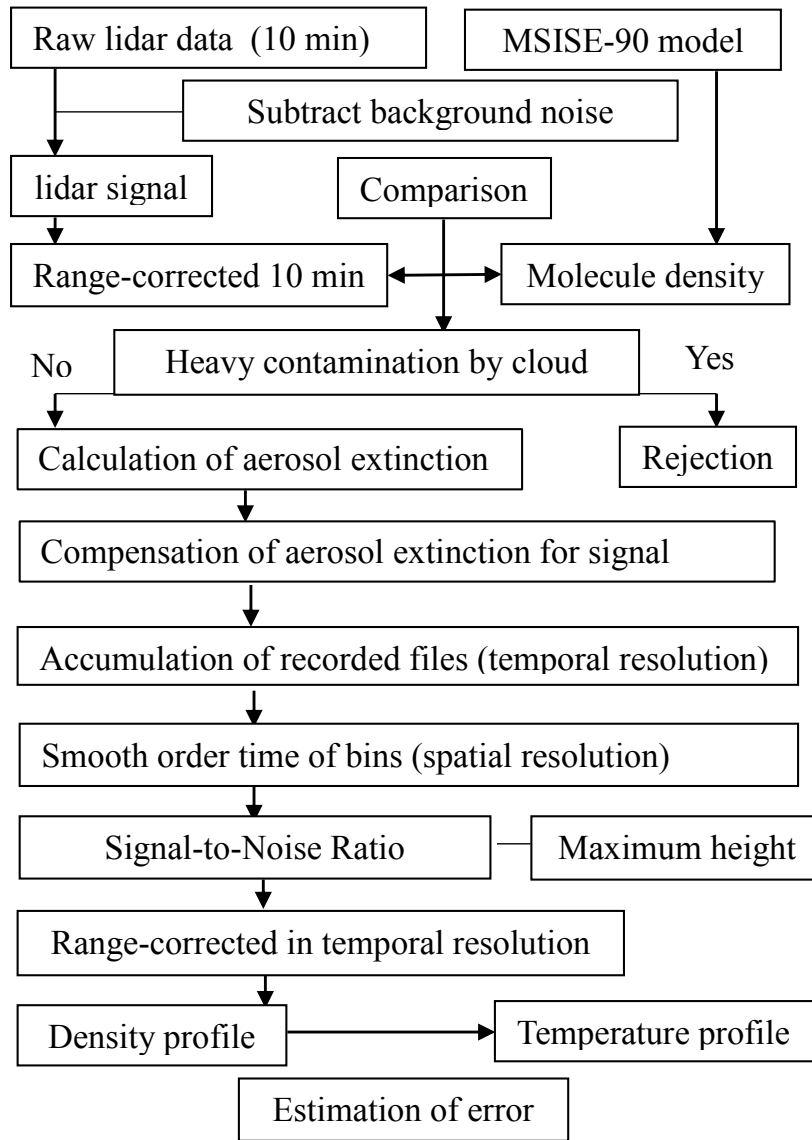 Raw lidar data  (10 min)
MSISE-90 model
Subtract background noise
lidar signal
Comparison
Range-corrected 10 min
Molecule density
No
Heavy contamination by cloud
Yes
Calculation of aerosol extinction
Rejection
Compensation of aerosol extinction for signal
Accumulation of recorded files (temporal resolution)
Smooth order time of bins (spatial resolution)
Signal-to-Noise Ratio
Maximum height
Range-corrected in temporal resolution
Density profile
Temperature profile
Estimation of error